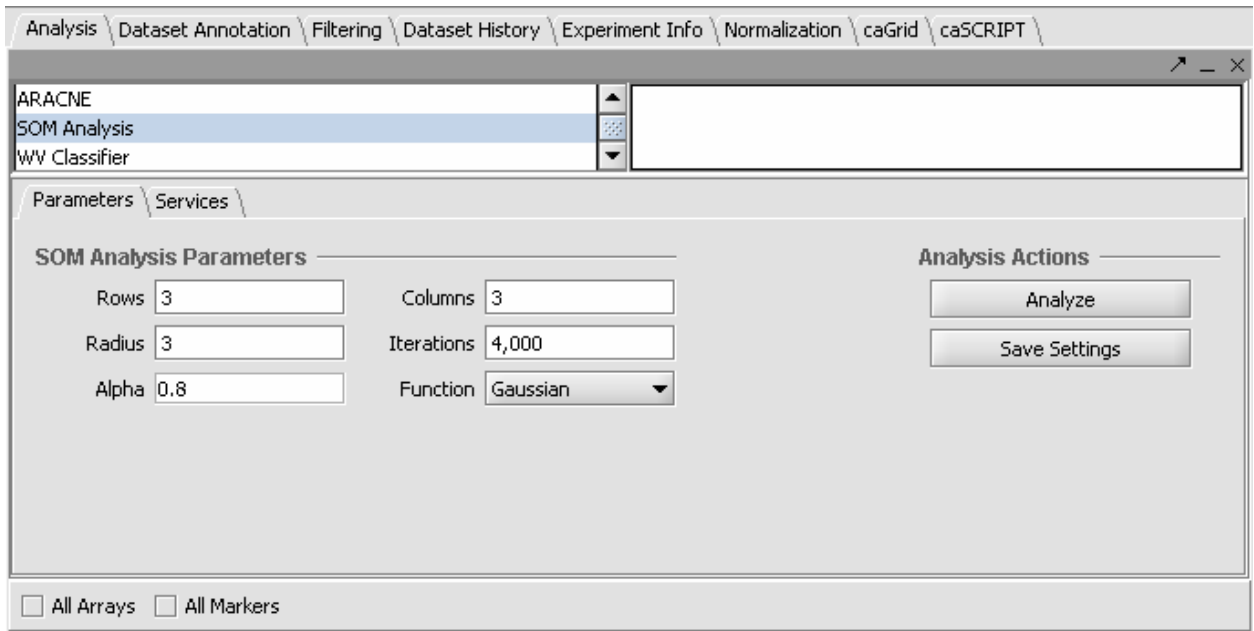 Analysis Dataset Annotation Filtering Dataset History Experiment Info Normalization caGrid caSCRIPT
ARACNE
SOM Analysis
WV Classifier
Parameters Services
SOM Analysis Parameters Analysis Actions
Rows 3 Columns 3 Analyze
Radius 3 Iterations 4,000 Save Settings
Alpha 0.8 Function Gaussian
All Arrays All Markers